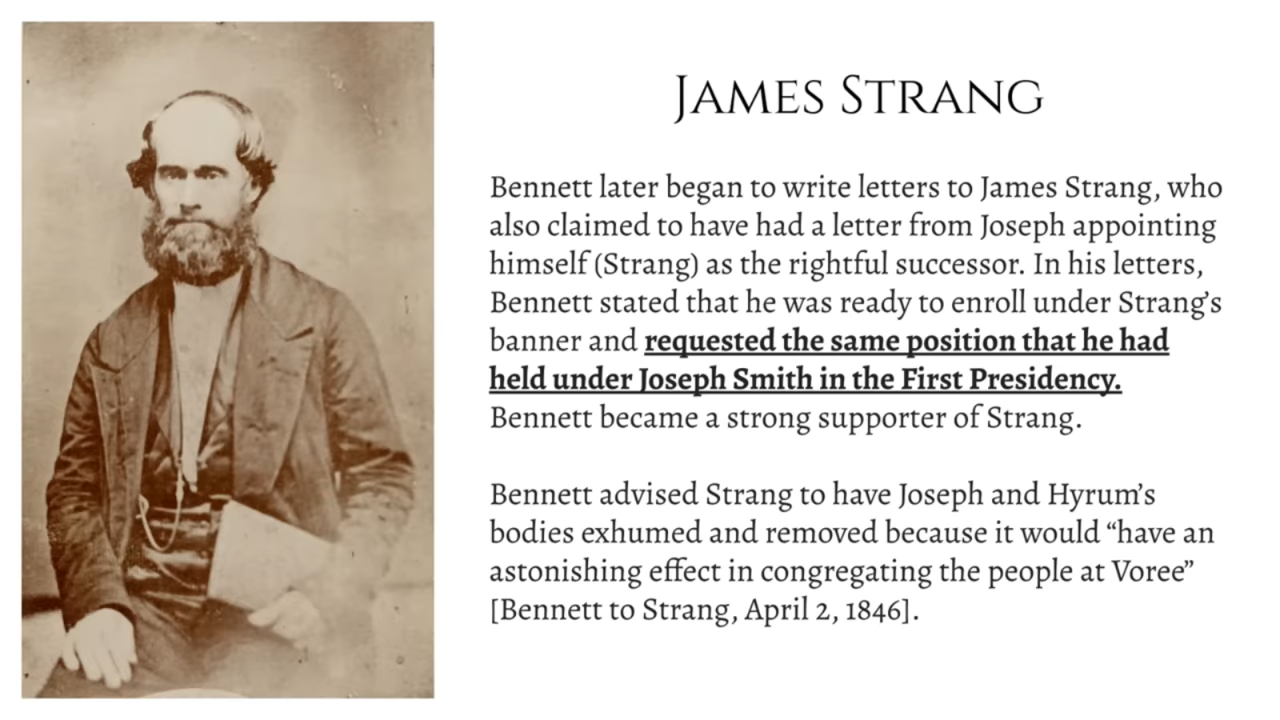 James Strang
Bennett later began to write letters to James Strang, who
also claimed to have had a letter from Joseph appointing
himself (Strang) as the rightful successor. In his letters,
Bennett stated that he was ready to enroll under Strang’s
banner and requested the same position that he had
held under Joseph Smith in the First Presidency.
Bennett became a strong supporter of Strang.
Bennett advised Strang to have Joseph and Hyrum’s
bodies exhumed and removed because it would “have an
astonishing effect in congregating the people at Voree”
[Bennett to Strang, April 2, 1846].